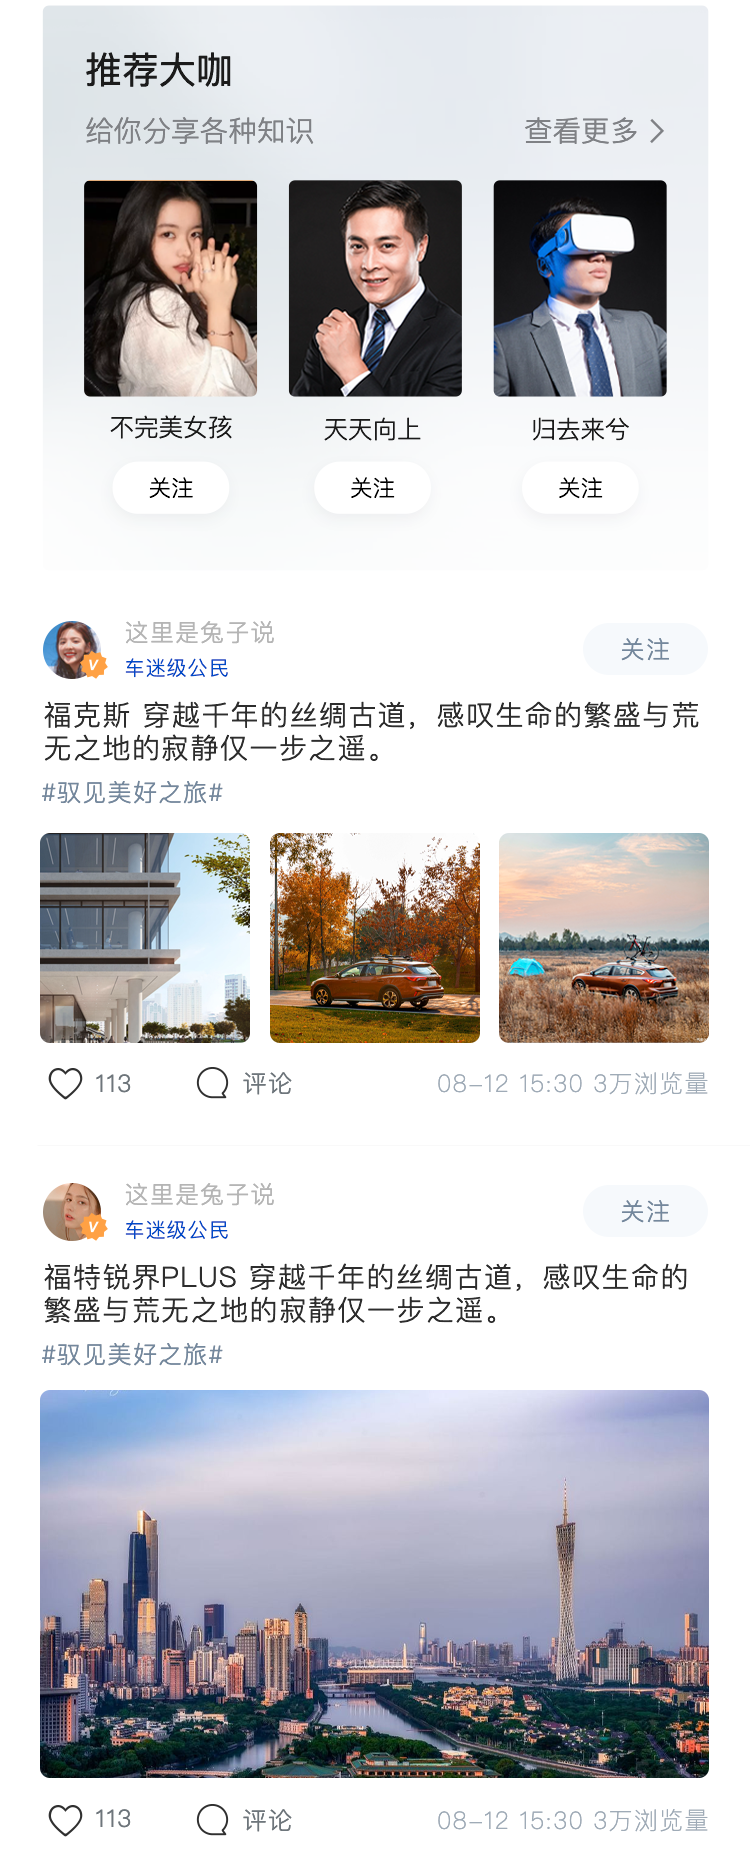 推荐大咖
给你分享各种知识
查看更多
不完美女孩
天天向上
归去来兮
关注
关注
关注
这里是兔子说
车迷级公民
关注
福克斯 穿越千年的丝绸古道，感叹生命的繁盛与荒
无之地的寂静仅一步之遥。
#驭见美好之旅#
113
评论
08-12 15:30 3万浏览量
这里是兔子说
车迷级公民
关注
福特锐界PLUS 穿越千年的丝绸古道，感叹生命的
繁盛与荒无之地的寂静仅一步之遥。
#驭见美好之旅#
113
评论
08-12 15:30 3万浏览量